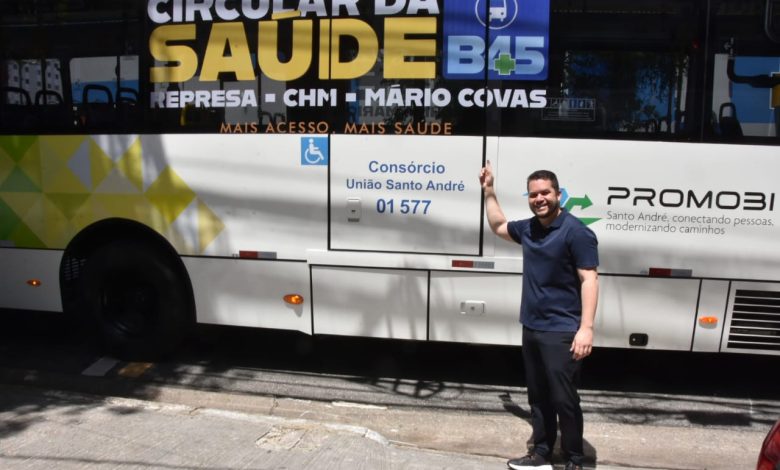 CIRCULAR DA
SAÚDE
B45
REPRESA - CHM - MÁRIO COVAS
MAIS ACESSO, MAIS SAÚDE
Consórcio
União Santo André
01 577
PROMOBI
Santo André, conectando pessoas,
modernizando caminhos